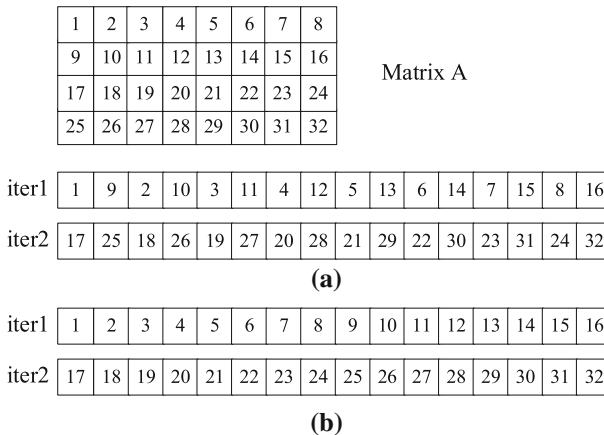 1 2 3 4 5 6 7 8
9 10 11 12 13 14 15 16
17 18 19 20 21 22 23 24
25 26 27 28 29 30 31 32
Matrix A
iter1 1 9 2 10 3 11 4 12 5 13 6 14 7 15 8 16
iter2 17 25 18 26 19 27 20 28 21 29 22 30 23 31 24 32
(a)
iter1 1 2 3 4 5 6 7 8 9 10 11 12 13 14 15 16
iter2 17 18 19 20 21 22 23 24 25 26 27 28 29 30 31 32
(b)